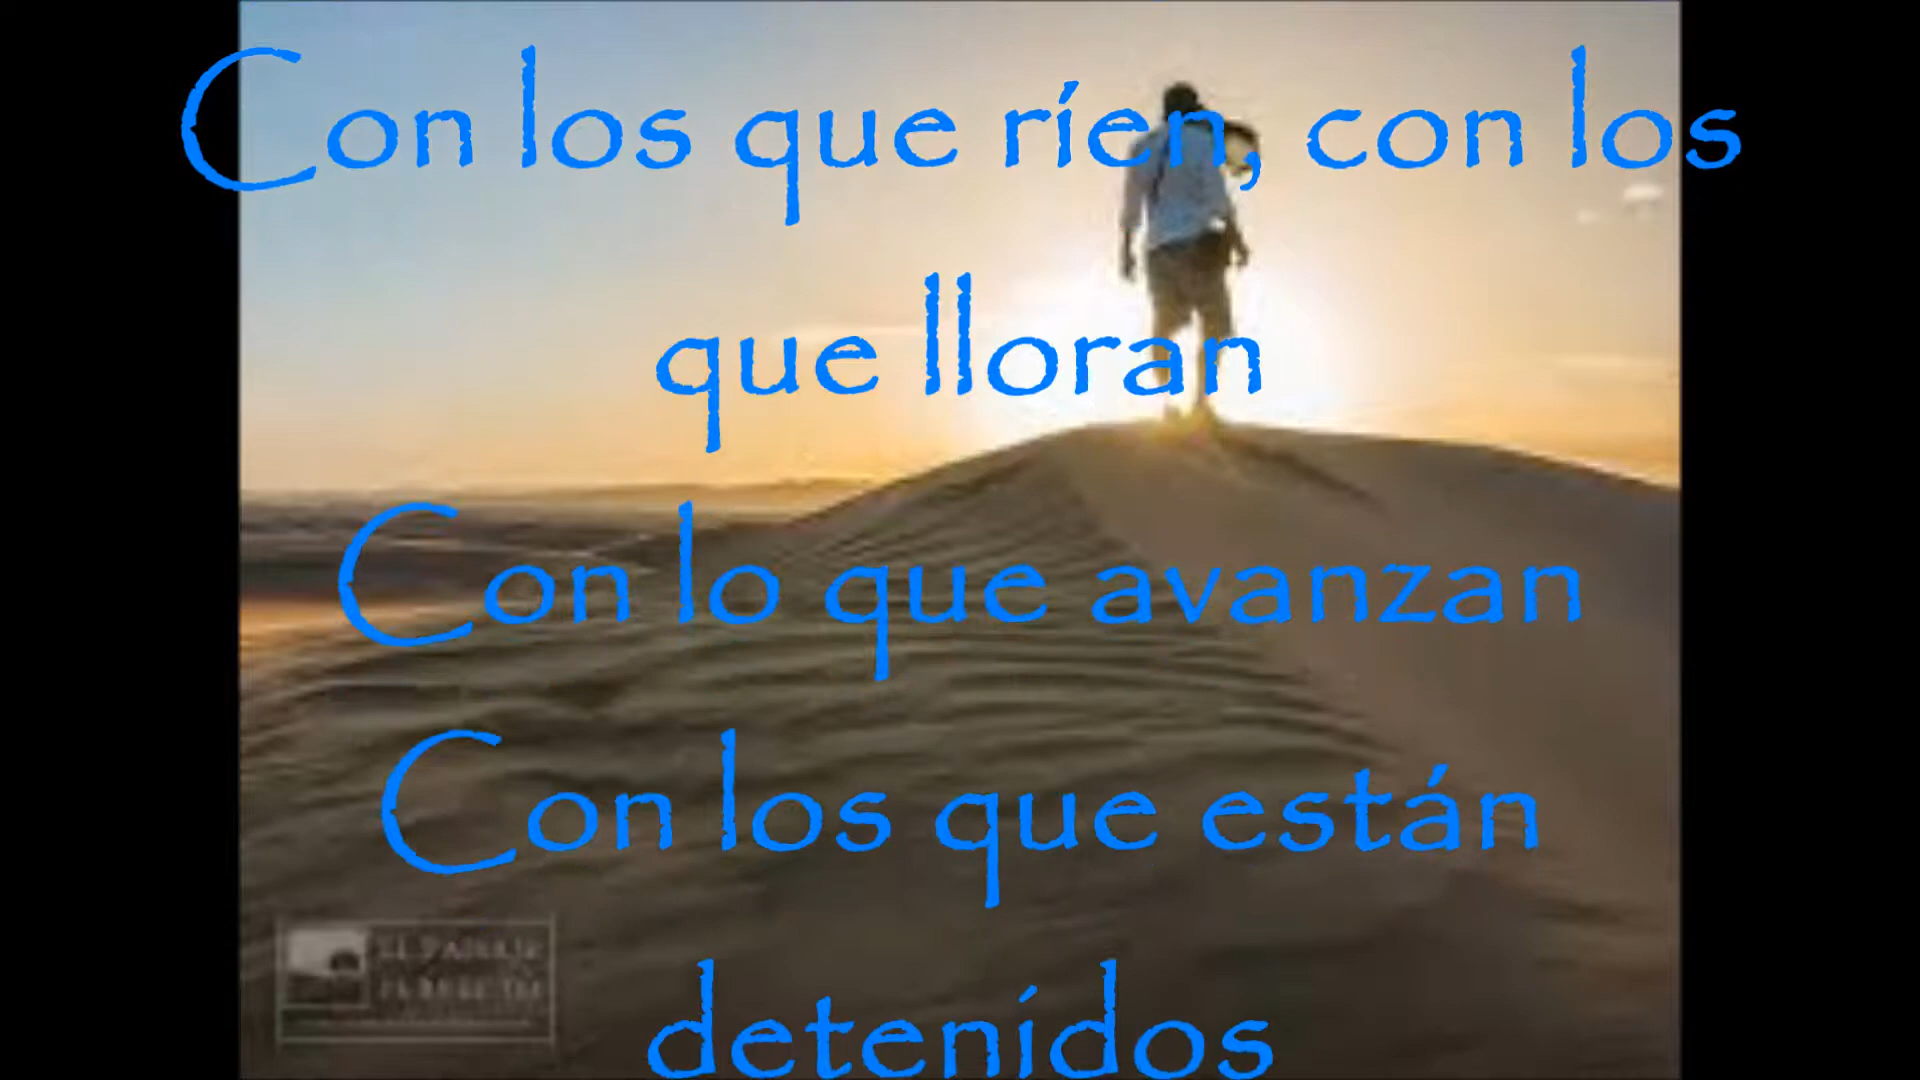 Con los que ríen, con los
que lloran
Con lo que avanzan
Con los que están
detenidos